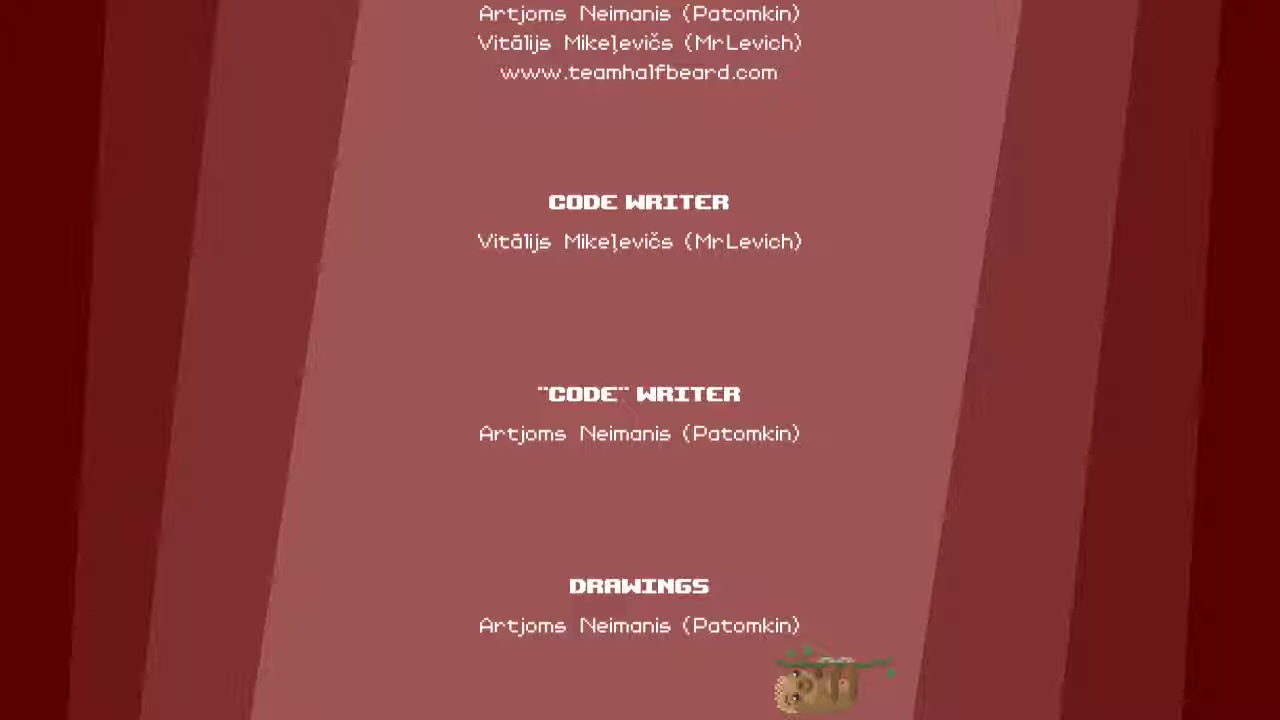 Artjoms Neimanis (Patomkin)
Vitālijs Mikeļevičs (MrLevich)
www.teamhalfbeard.com
CODE WRITER
Vitālijs Mikeļevičs (MrLevich)
"CODE" WRITER
Artjoms Neimanis (Patomkin)
DRAWINGS
Artjoms Neimanis (Patomkin)